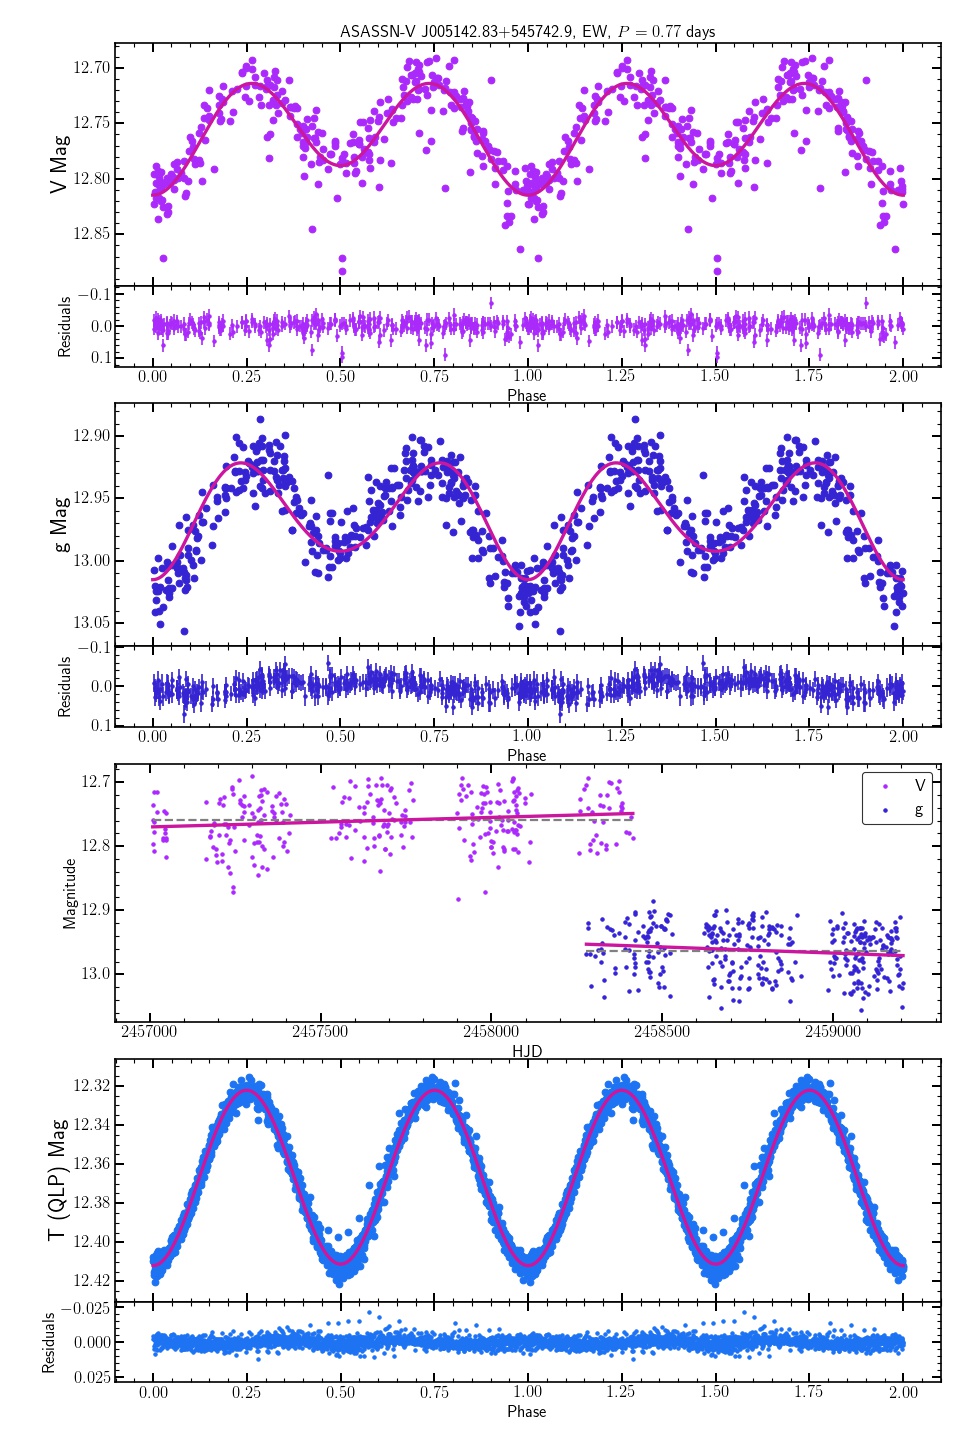 ASASSN-V J005142.83+545742.9, EW, P = 0.77 days
12.70
12.75
12.80
12.85
V Mag
−0.1
0.0
0.1
Residuals
0.00 0.25 0.50 0.75 1.00 1.25 1.50 1.75 2.00
Phase
12.90
12.95
13.00
13.05
g Mag
−0.1
0.0
0.1
Residuals
0.00 0.25 0.50 0.75 1.00 1.25 1.50 1.75 2.00
Phase
12.7
12.8
12.9
13.0
Magnitude
V
g
2457000 2457500 2458000 2458500 2459000
HJD
12.32
12.34
12.36
12.38
12.40
12.42
T (QLP) Mag
−0.025
0.000
0.025
Residuals
0.00 0.25 0.50 0.75 1.00 1.25 1.50 1.75 2.00
Phase